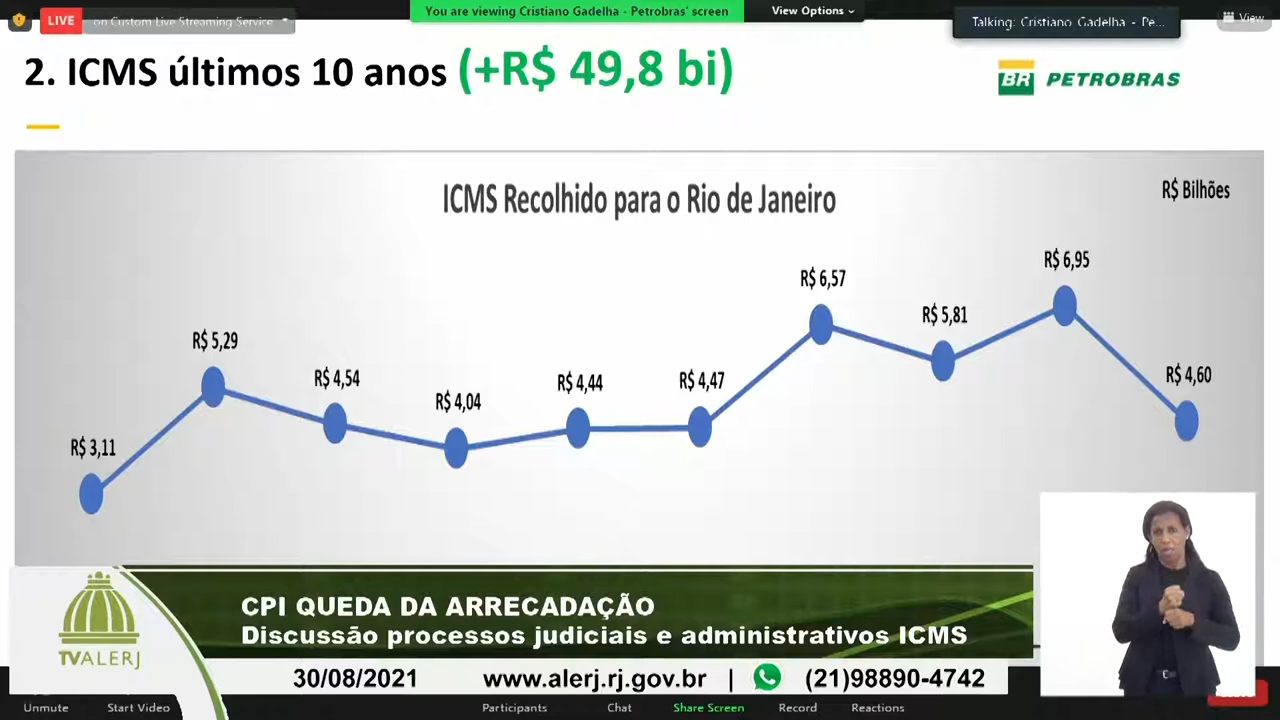 LIVE
on Custom Live Streaming Service
You are viewing Cristiano Gadelha - Petrobras' screen
View Options
Talking: Cristiano Gadelha - Pe...
View
2. ICMS últimos 10 anos (+R$ 49,8 bi)
BR PETROBRAS
ICMS Recolhido para o Rio de Janeiro
R$ Bilhões
R$ 3,11
R$ 5,29
R$ 4,54
R$ 4,04
R$ 4,44
R$ 4,47
R$ 6,57
R$ 5,81
R$ 6,95
R$ 4,60
CPI QUEDA DA ARRECADAÇÃO
Discussão processos judiciais e administrativos ICMS
TVALERJ
30/08/2021 www.alerj.rj.gov.br | (21)98890-4742
Unmute Start Video Participants Chat Share Screen Record Reactions